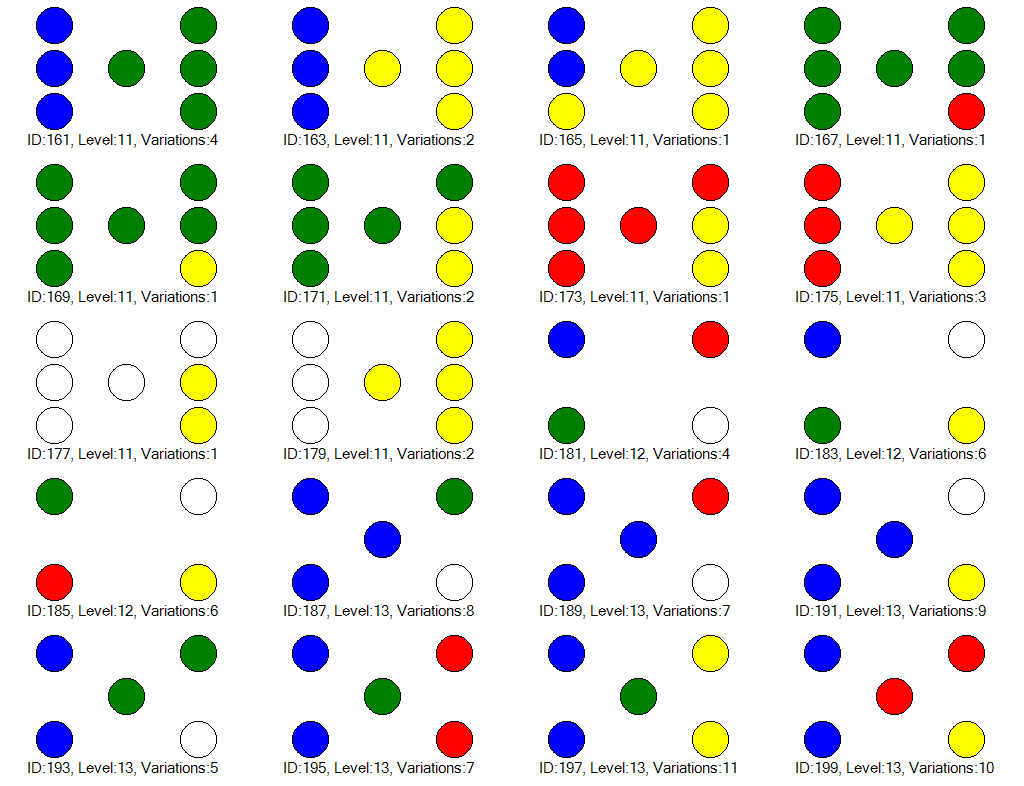 ID:161, Level:11, Variations:4
ID:163, Level:11, Variations:2
ID:165, Level:11, Variations:1
ID:167, Level:11, Variations:1
ID:169, Level:11, Variations:1
ID:171, Level:11, Variations:2
ID:173, Level:11, Variations:1
ID:175, Level:11, Variations:3
ID:177, Level:11, Variations:1
ID:179, Level:11, Variations:2
ID:181, Level:12, Variations:4
ID:183, Level:12, Variations:6
ID:185, Level:12, Variations:6
ID:187, Level:13, Variations:8
ID:189, Level:13, Variations:7
ID:191, Level:13, Variations:9
ID:193, Level:13, Variations:5
ID:195, Level:13, Variations:7
ID:197, Level:13, Variations:11
ID:199, Level:13, Variations:10